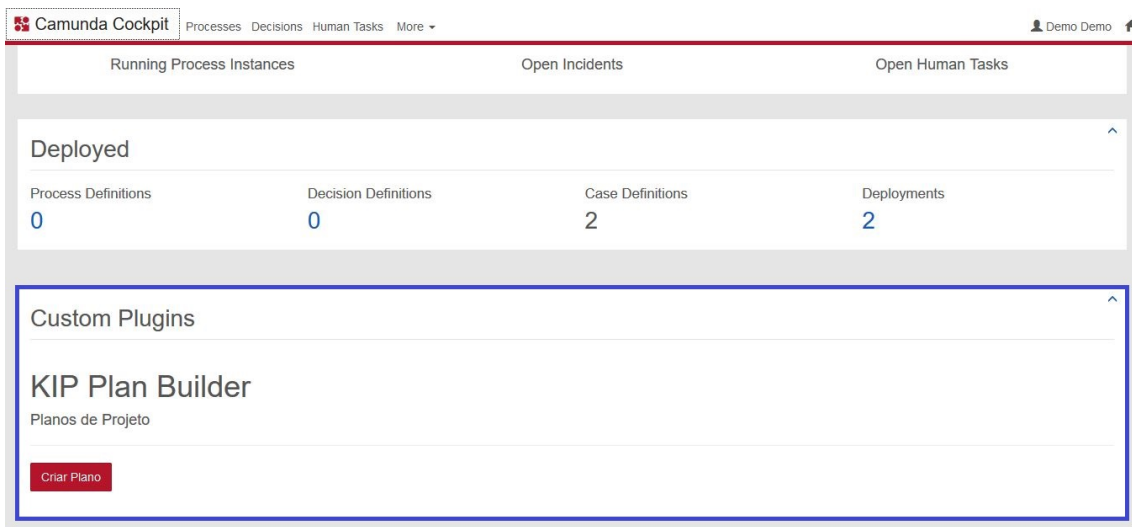 Camunda Cockpit Processes Decisions Human Tasks More Demo Demo
Running Process Instances Open Incidents Open Human Tasks
Deployed
Process Definitions Decision Definitions Case Definitions Deployments
0 0 2 2
Custom Plugins
KIP Plan Builder
Planos de Projeto
Criar Plano